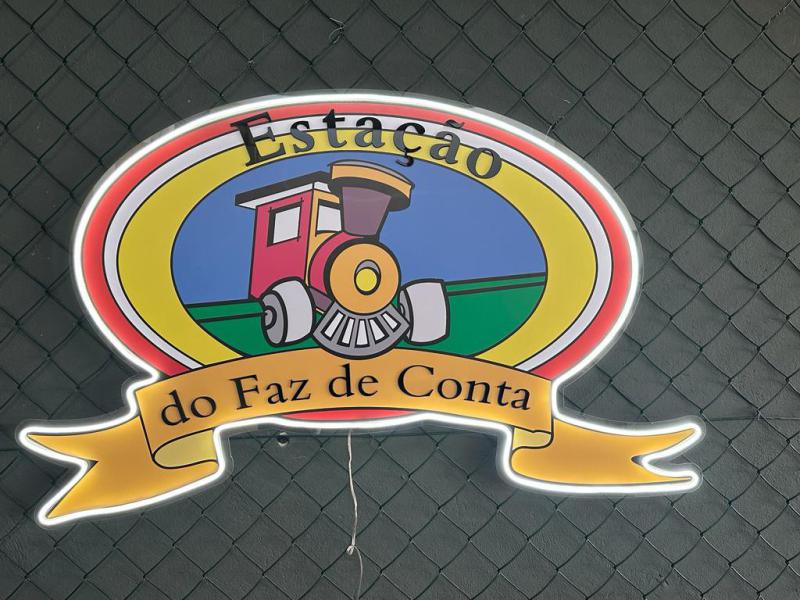 Estação
do Faz de Conta